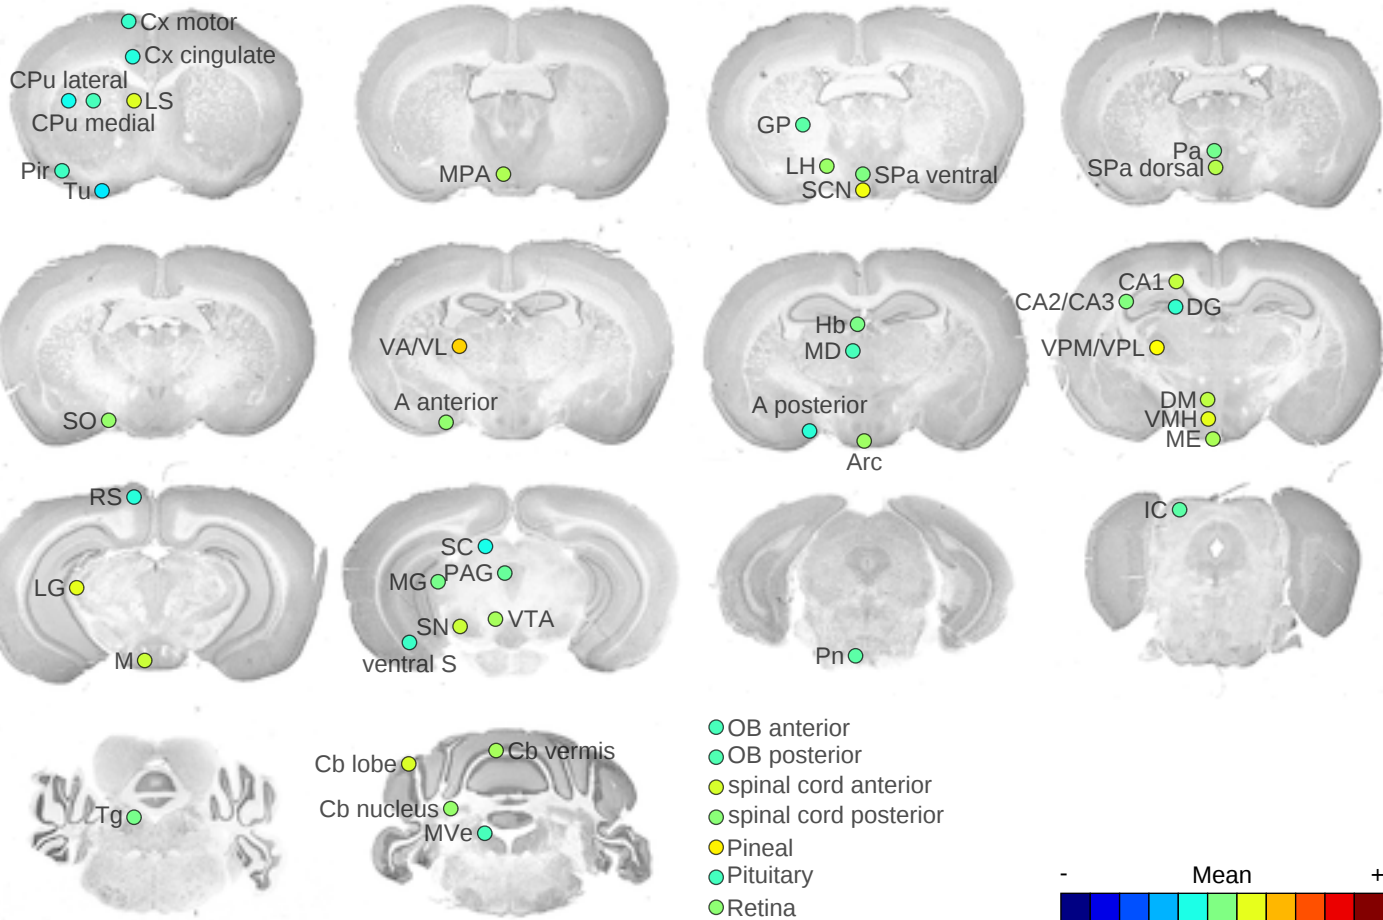 Cx motor
Cx cingulate
CPu lateral
LS
CPu medial
Pir
Tu
MPA
GP
LH
SPa ventral
SCN
Pa
SPa dorsal
SO
VA/VL
A anterior
Hb
MD
A posterior
Arc
CA1
CA2/CA3
DG
VPM/VPL
DM
VMH
ME
RS
LG
M
SC
PAG
MG
VTA
SN
ventral S
Pn
IC
Tg
Cb lobe
Cb vermis
Cb nucleus
MVe
OB anterior
OB posterior
spinal cord anterior
spinal cord posterior
Pineal
Pituitary
Retina
- Mean +